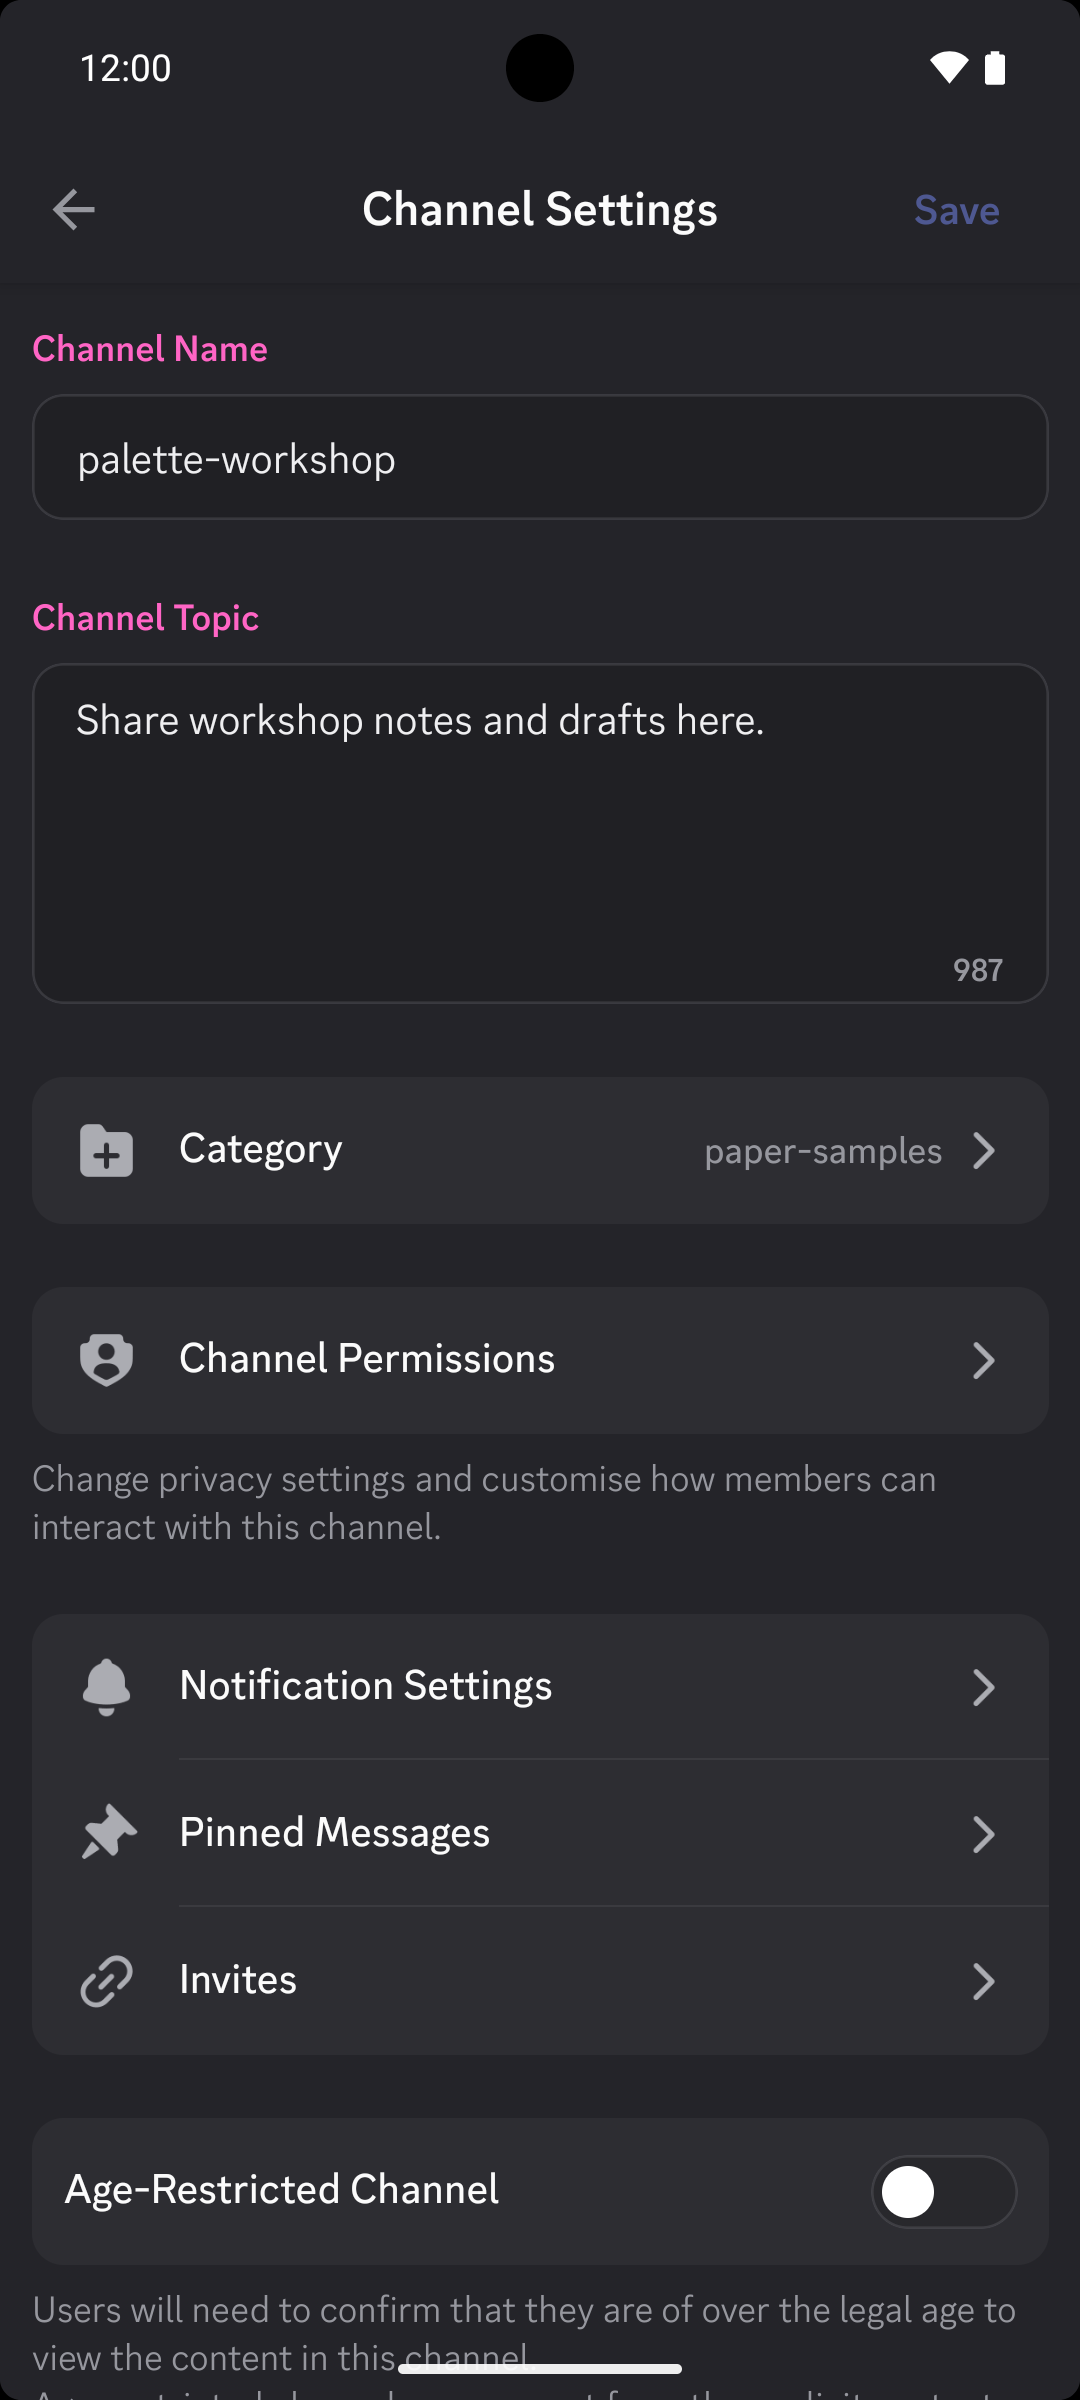 12:00
Channel Settings
Save
Channel Name
palette-workshop
Channel Topic
Share workshop notes and drafts here.
987
Category
paper-samples
Channel Permissions
Change privacy settings and customise how members can
interact with this channel.
Notification Settings
Pinned Messages
Invites
Age-Restricted Channel
Users will need to confirm that they are of over the legal age to
view the content in this channel.